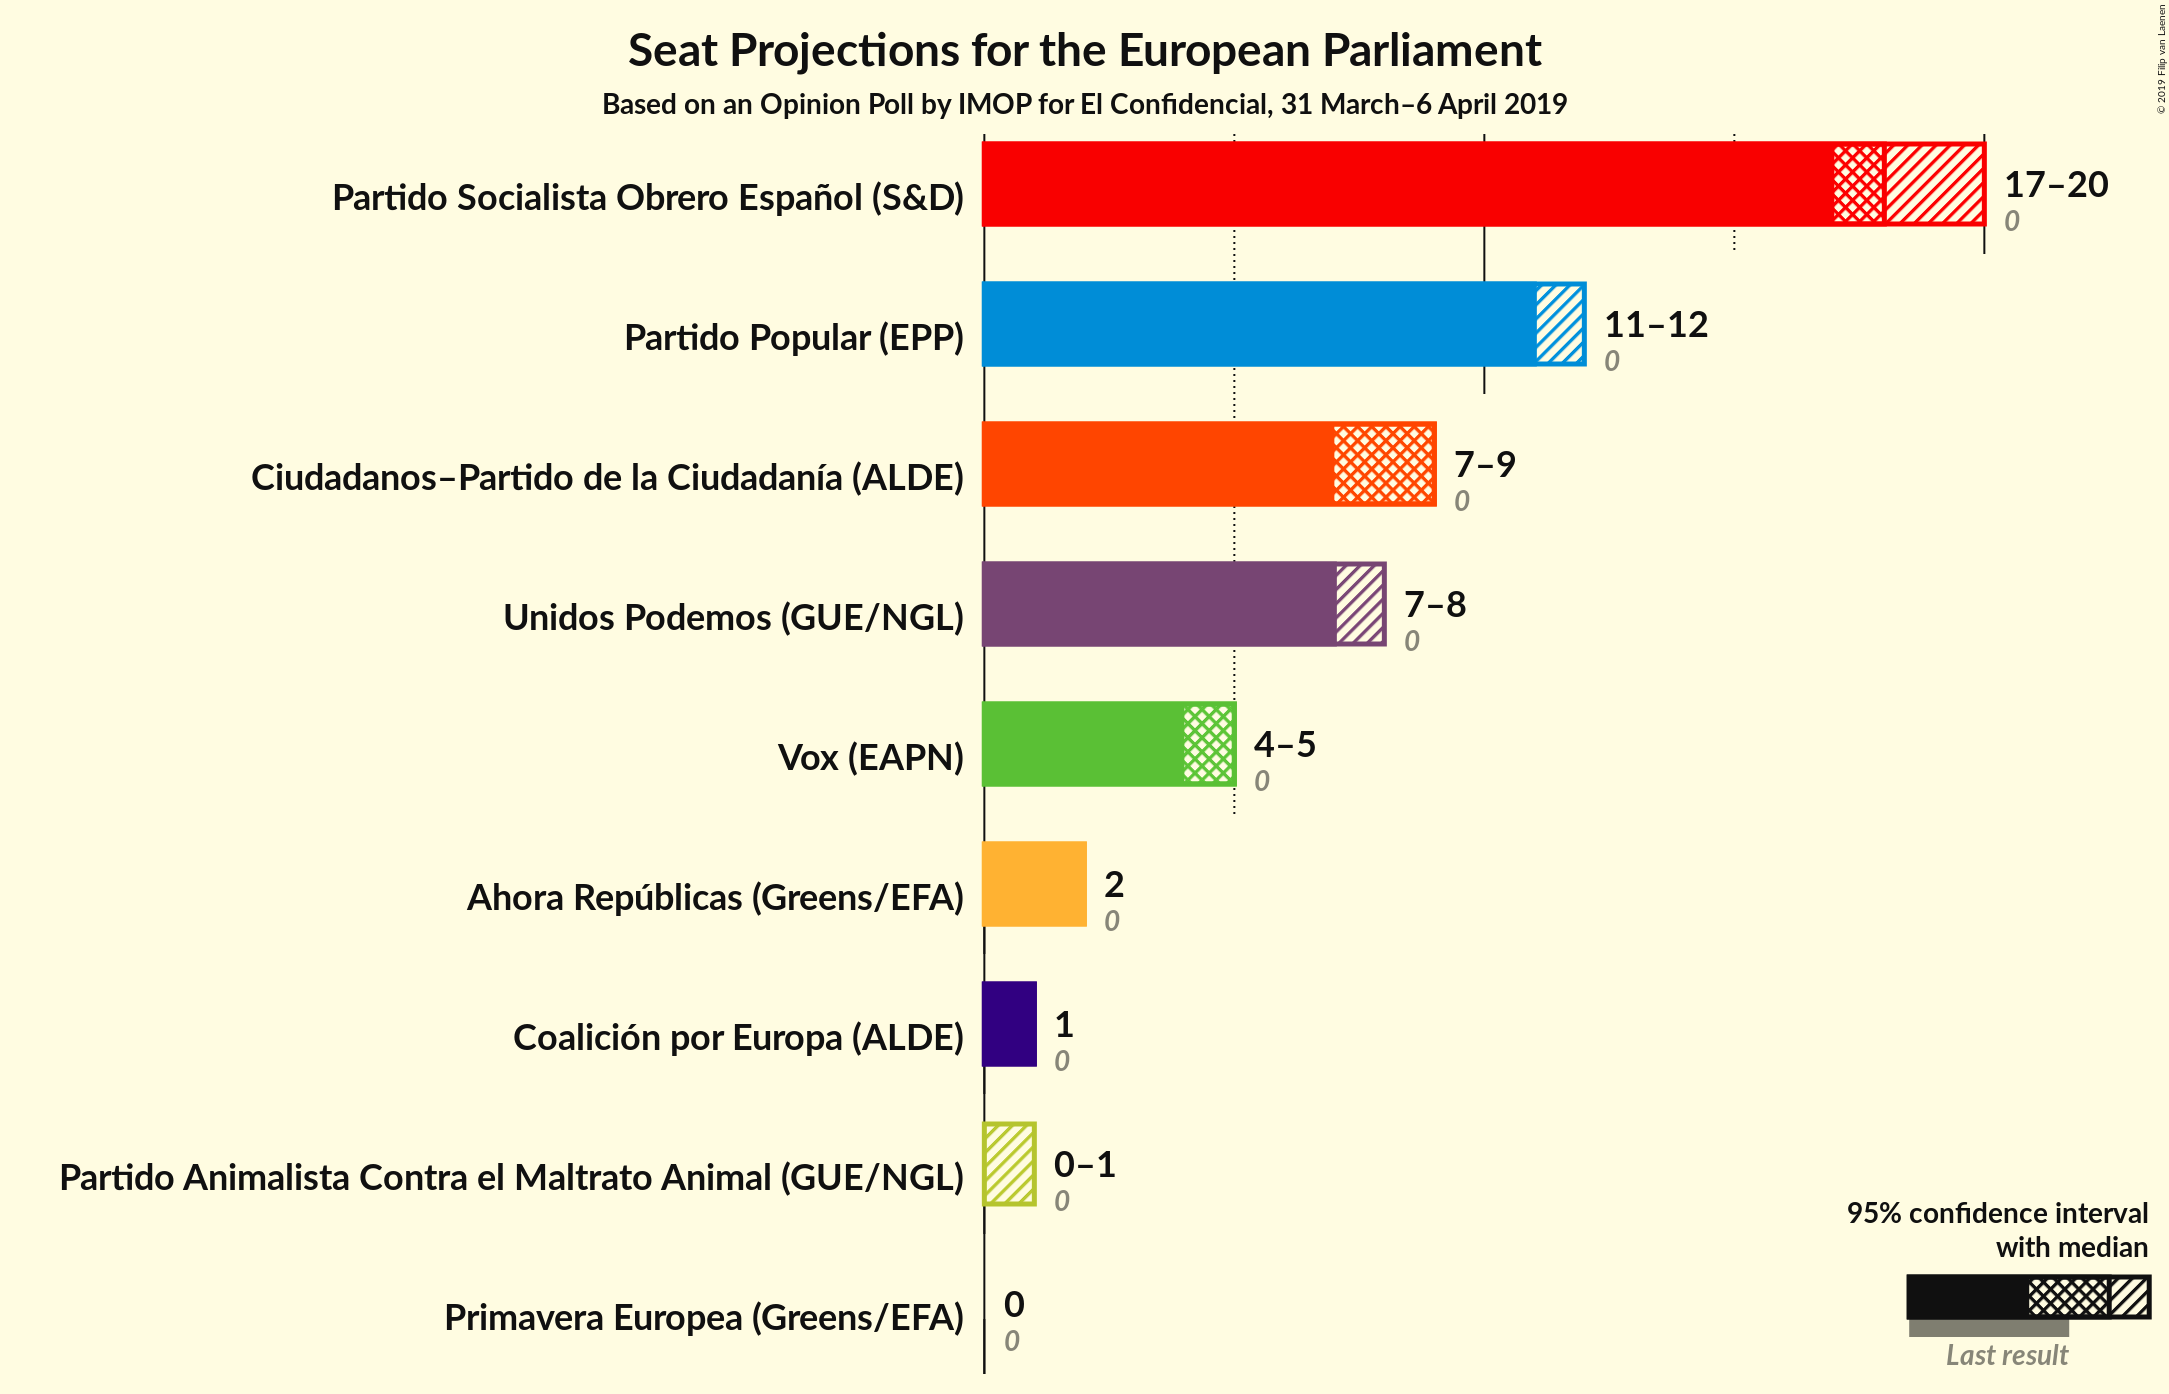 Seat Projections for the European Parliament
Based on an Opinion Poll by IMOP for El Confidencial, 31 March–6 April 2019
© 2019 Filip van Laenen
Partido Socialista Obrero Español (S&D)
17–20
0
Partido Popular (EPP)
11–12
0
Ciudadanos–Partido de la Ciudadanía (ALDE)
7–9
0
Unidos Podemos (GUE/NGL)
7–8
0
Vox (EAPN)
4–5
0
Ahora Repúblicas (Greens/EFA)
2
0
Coalición por Europa (ALDE)
1
0
Partido Animalista Contra el Maltrato Animal (GUE/NGL)
0–1
0
Primavera Europea (Greens/EFA)
0
0
95% confidence interval
with median
Last result